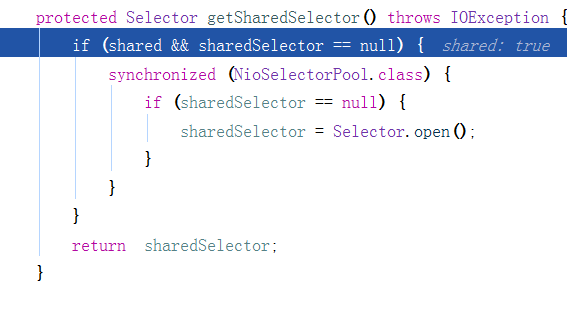 protected Selector getSharedSelector() throws IOException {
if (shared && sharedSelector == null) { shared: true
synchronized (NioSelectorPool.class) {
if (sharedSelector == null) {
sharedSelector = Selector.open();
}
}
}
return sharedSelector;
}